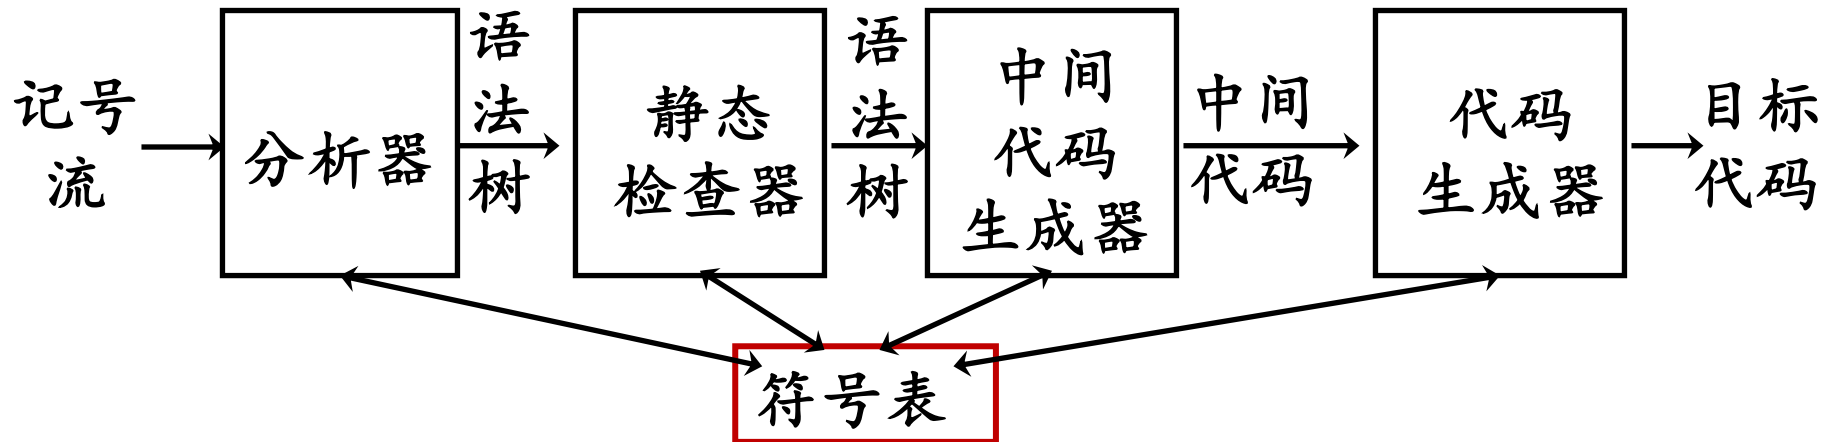 记号
流
分析器
语
法
树
静态
检查器
语
法
树
中间
代码
生成器
中间
代码
代码
生成器
目标
代码
符号表